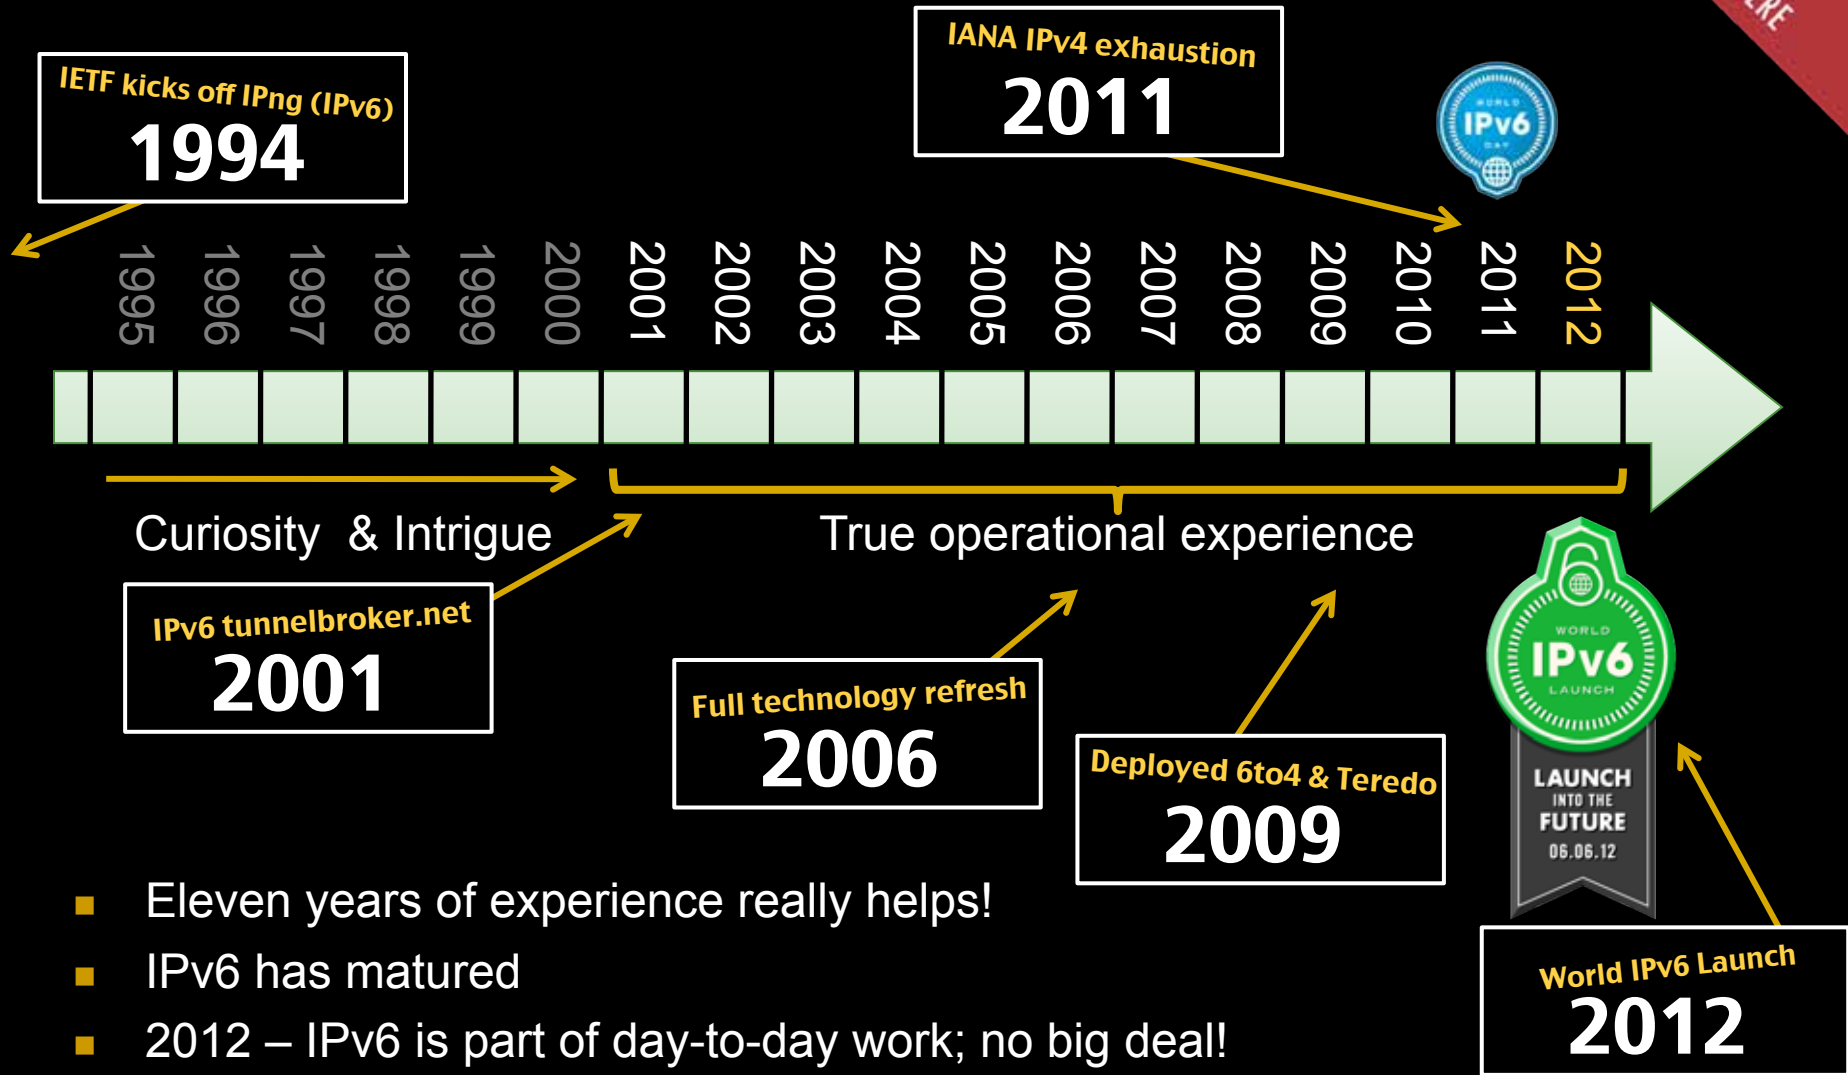 IETF kicks off IPng (IPv6)
1994
IANA IPv4 exhaustion
2011
WORLD
IPv6
DAY
1995
1996
1997
1998
1999
2000
2001
2002
2003
2004
2005
2006
2007
2008
2009
2010
2011
2012
Curiosity & Intrigue
True operational experience
IPv6 tunnelbroker.net
2001
Full technology refresh
2006
Deployed 6to4 & Teredo
2009
WORLD
IPv6
LAUNCH
6
LAUNCH
INTO THE
FUTURE
06.06.12
World IPv6 Launch
2012
■ Eleven years of experience really helps!
■ IPv6 has matured
■ 2012 – IPv6 is part of day-to-day work; no big deal!